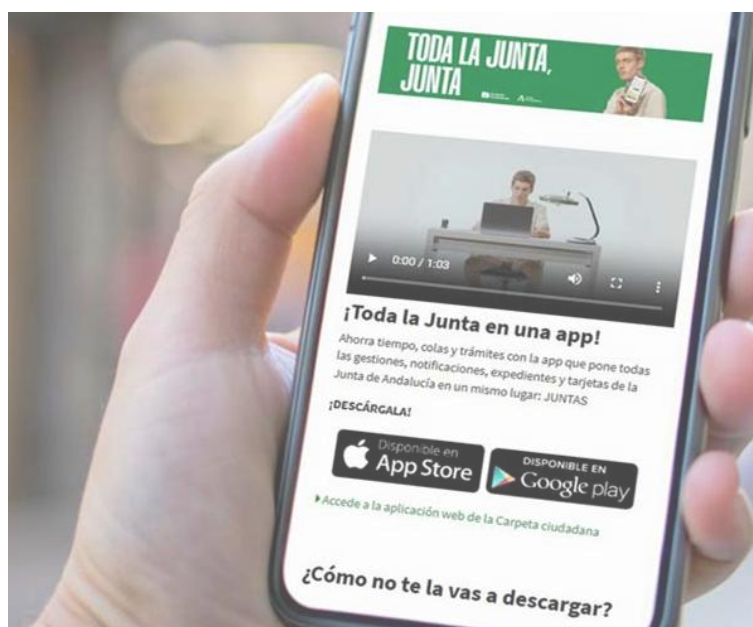 TODA LA JUNTA,
JUNTA
0:00 / 1:03
¡Toda la Junta en una app!
Ahorra tiempo, colas y trámites con la app que pone todas
las gestiones, notificaciones, expedientes y tarjetas de la
Junta de Andalucía en un mismo lugar: JUNTAS
¡DESCÁRGALA!
Disponible en
App Store
DISPONIBLE EN
Google play
Accede a la aplicación web de la Carpeta ciudadana
¿Cómo no te la vas a descargar?